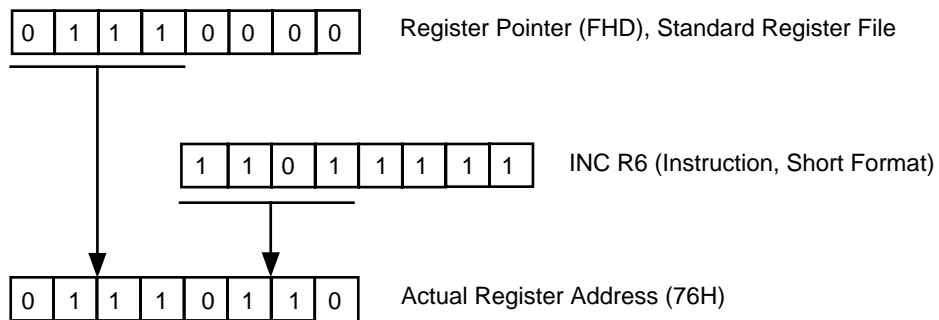 0 1 1 1 0 0 0 0 Register Pointer (FHD), Standard Register File
1 1 0 1 1 1 1 1 INC R6 (Instruction, Short Format)
0 1 1 1 0 1 1 0 Actual Register Address (76H)